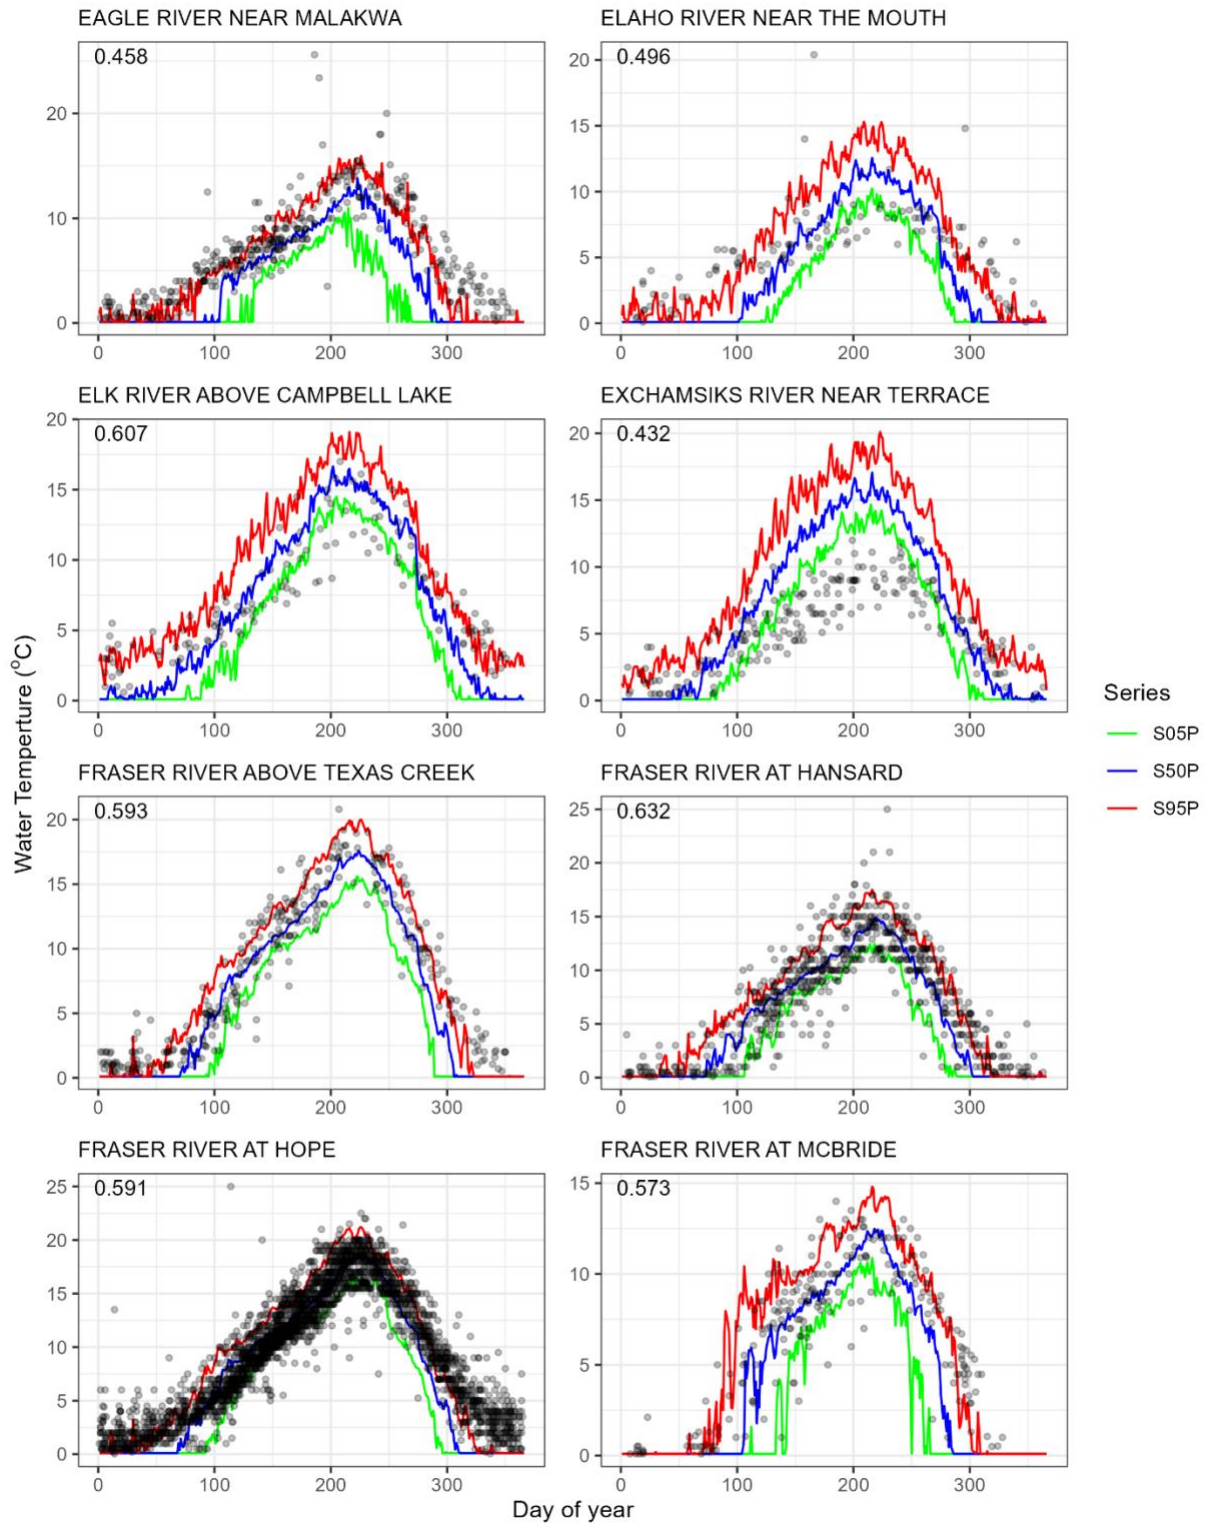 EAGLE RIVER NEAR MALAKWA
0.458
20
10
0
0 100 200 300
ELAHO RIVER NEAR THE MOUTH
0.496
20
15
10
5
0
0 100 200 300
ELK RIVER ABOVE CAMPBELL LAKE
0.607
20
15
10
5
0
0 100 200 300
EXCHAMSIKS RIVER NEAR TERRACE
0.432
20
15
10
5
0
0 100 200 300
FRASER RIVER ABOVE TEXAS CREEK
0.593
20
15
10
5
0
0 100 200 300
FRASER RIVER AT HANSARD
0.632
25
20
15
10
5
0
0 100 200 300
FRASER RIVER AT HOPE
0.591
25
20
15
10
5
0
0 100 200 300
FRASER RIVER AT MCBRIDE
0.573
15
10
5
0
0 100 200 300
Water Temperture (°C)
Day of year
Series
S05P
S50P
S95P